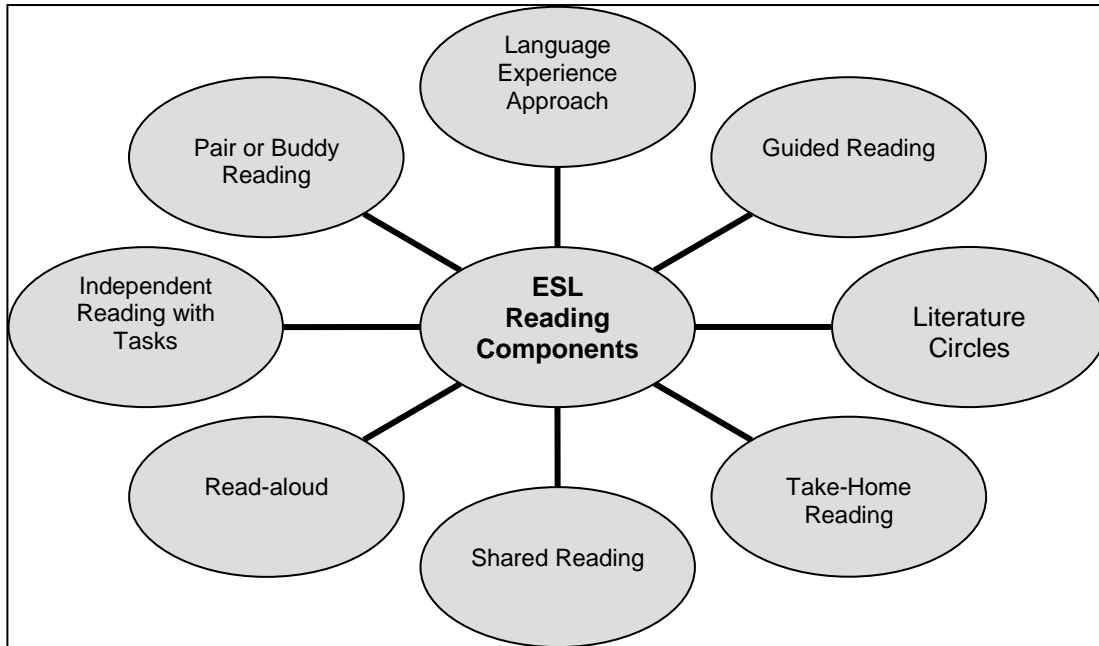 Language
Experience
Approach
Pair or Buddy
Reading
Guided Reading
Independent
Reading with
Tasks
ESL
Reading
Components
Literature
Circles
Read-aloud
Take-Home
Reading
Shared Reading